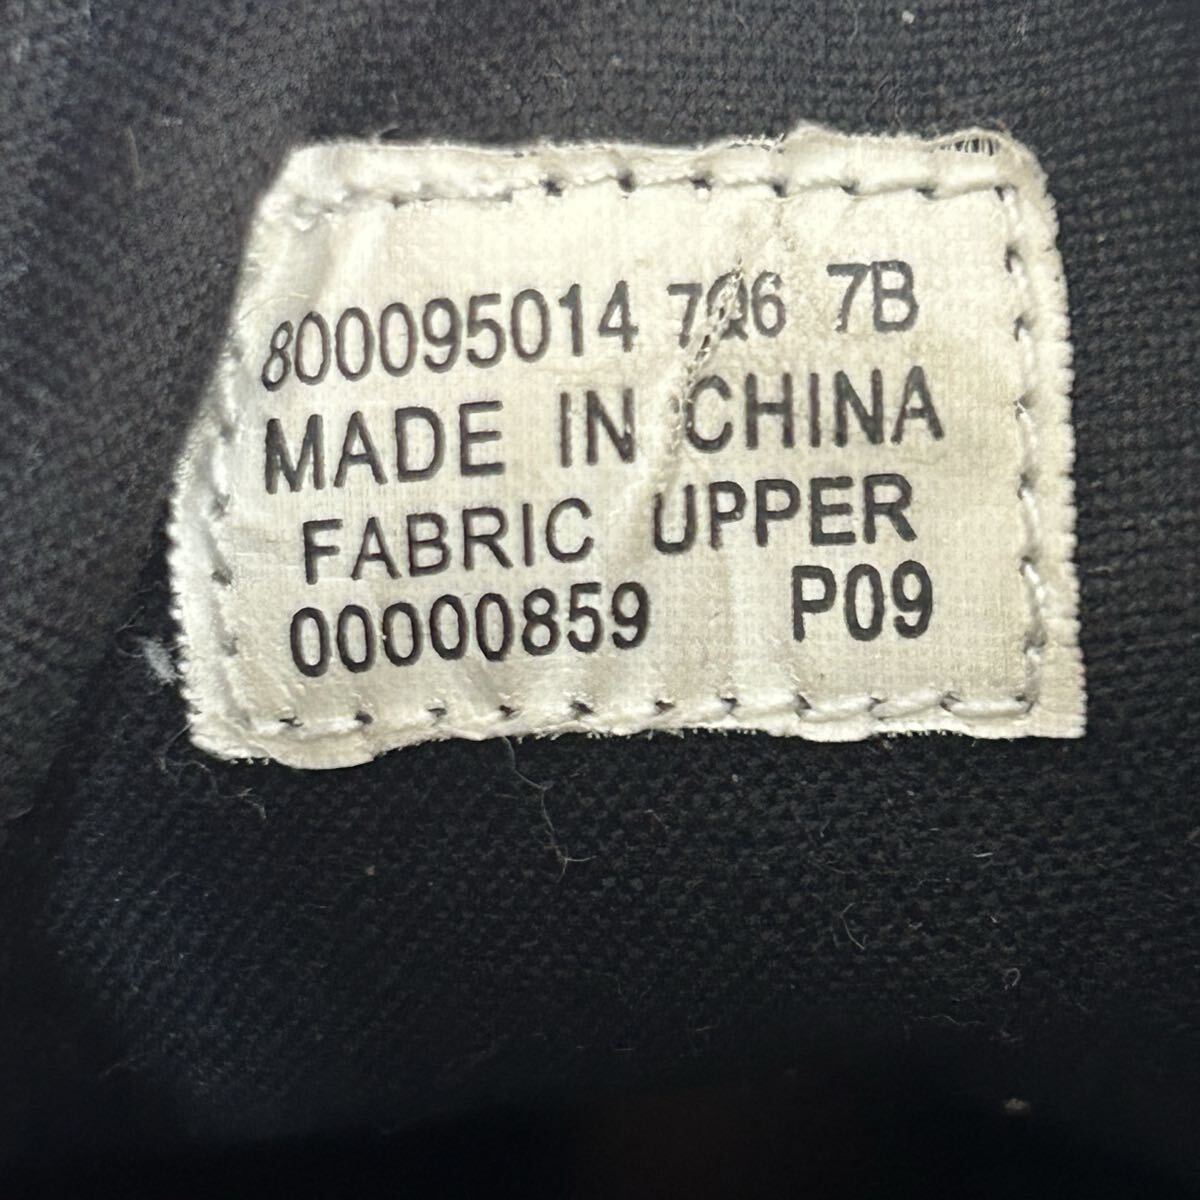 800095014 7Q6 7B
MADE IN CHINA
FABRIC UPPER
00000859 P09